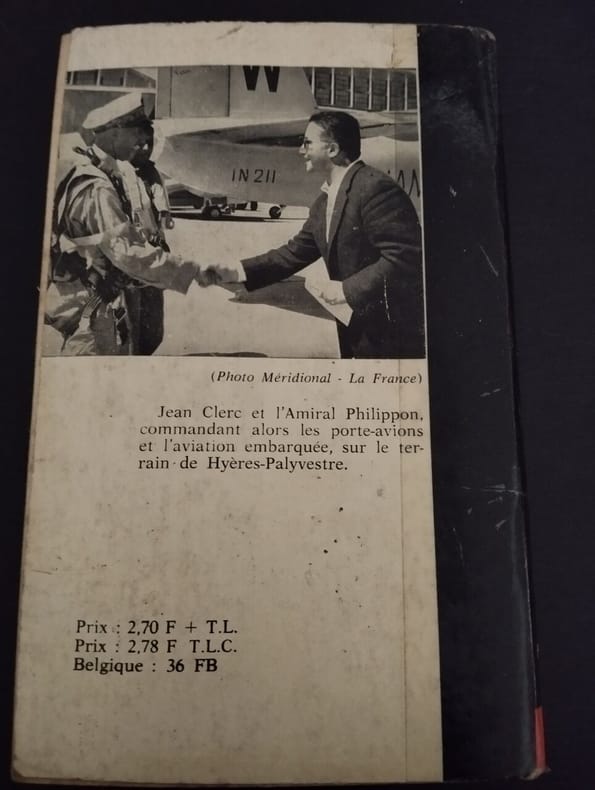 W
IN 211
(Photo Méridional - La France)
Jean Clerc et l'Amiral Philippon,
commandant alors les porte-avions
et l'aviation embarquée, sur le ter-
rain de Hyères-Palyvestre.
Prix : 2,70 F + T.L.
Prix : 2,78 F T.L.C.
Belgique : 36 FB